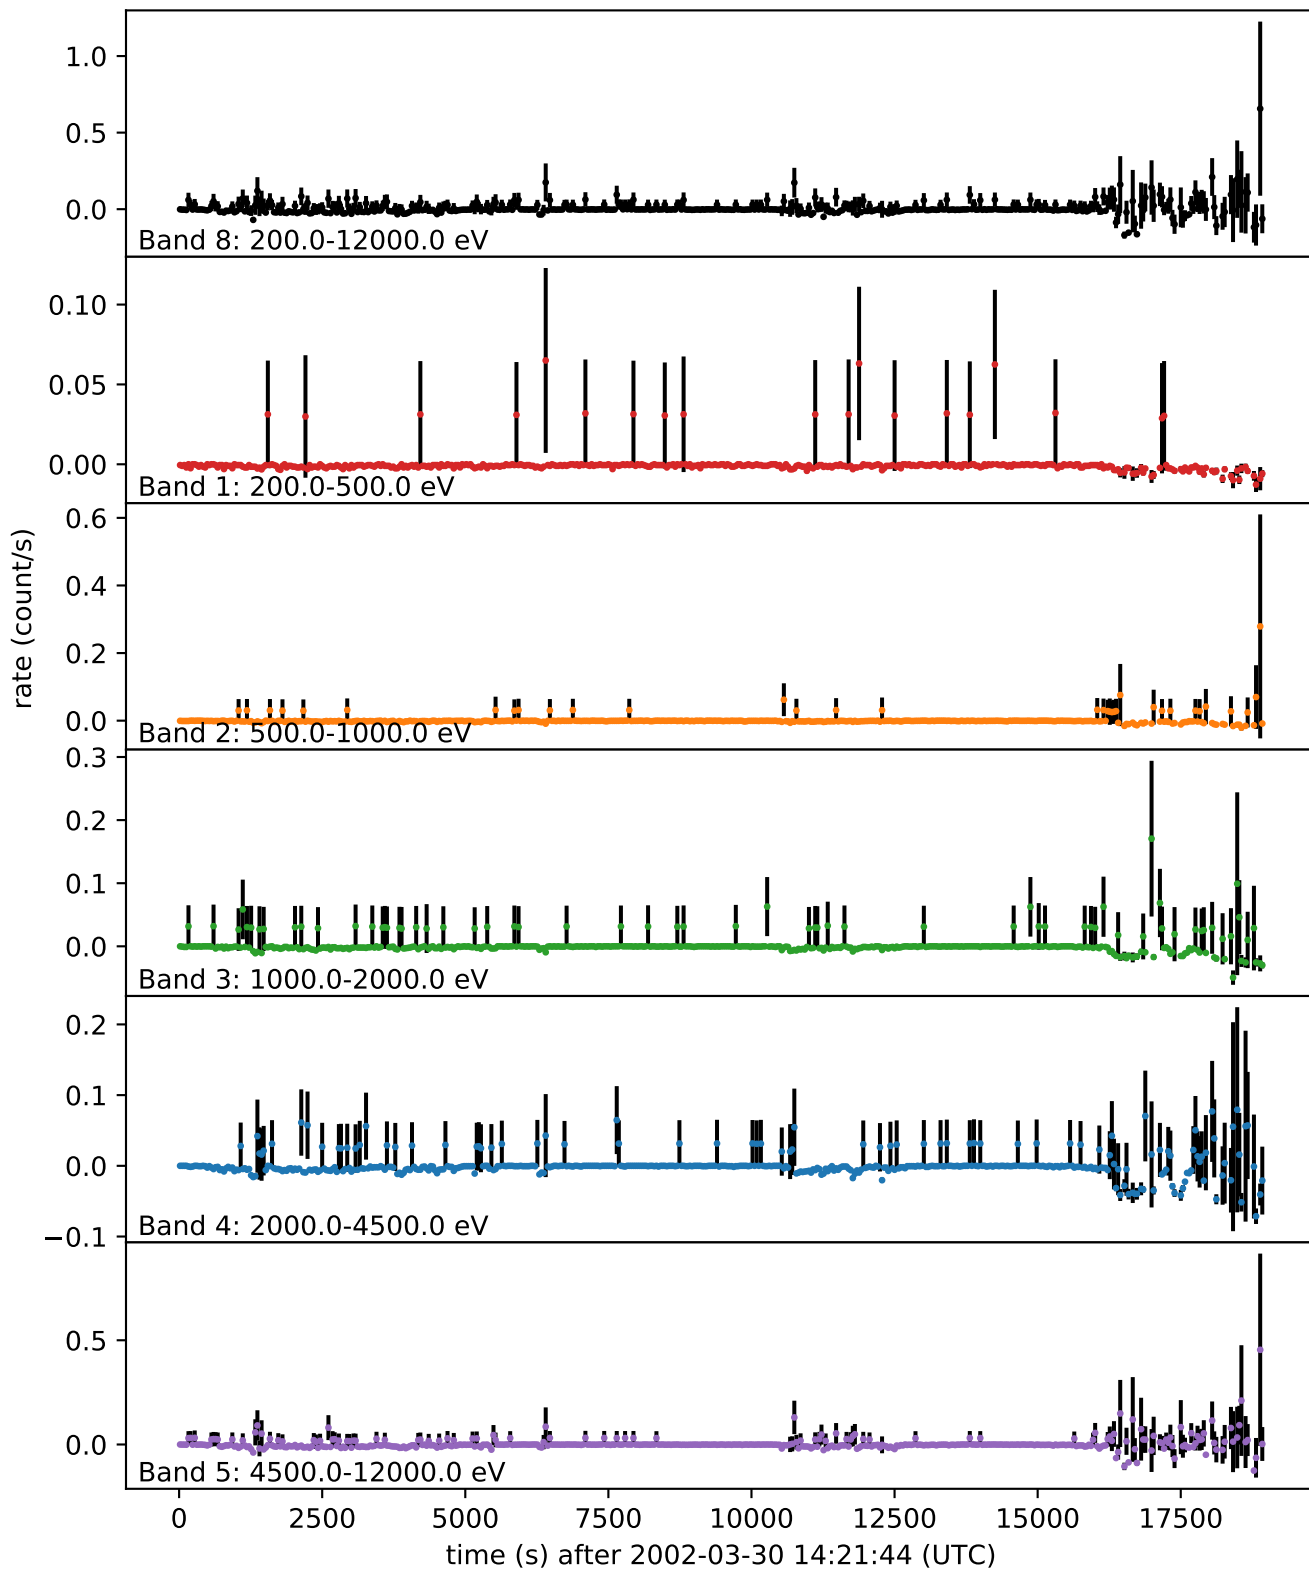 1.0
0.5
0.0
Band 8: 200.0-12000.0 eV
0.10
0.05
0.00
Band 1: 200.0-500.0 eV
0.6
0.4
0.2
0.0
Band 2: 500.0-1000.0 eV
rate (count/s)
0.3
0.2
0.1
0.0
Band 3: 1000.0-2000.0 eV
0.2
0.1
0.0
−0.1
Band 4: 2000.0-4500.0 eV
0.5
0.0
Band 5: 4500.0-12000.0 eV
0 2500 5000 7500 10000 12500 15000 17500
time (s) after 2002-03-30 14:21:44 (UTC)